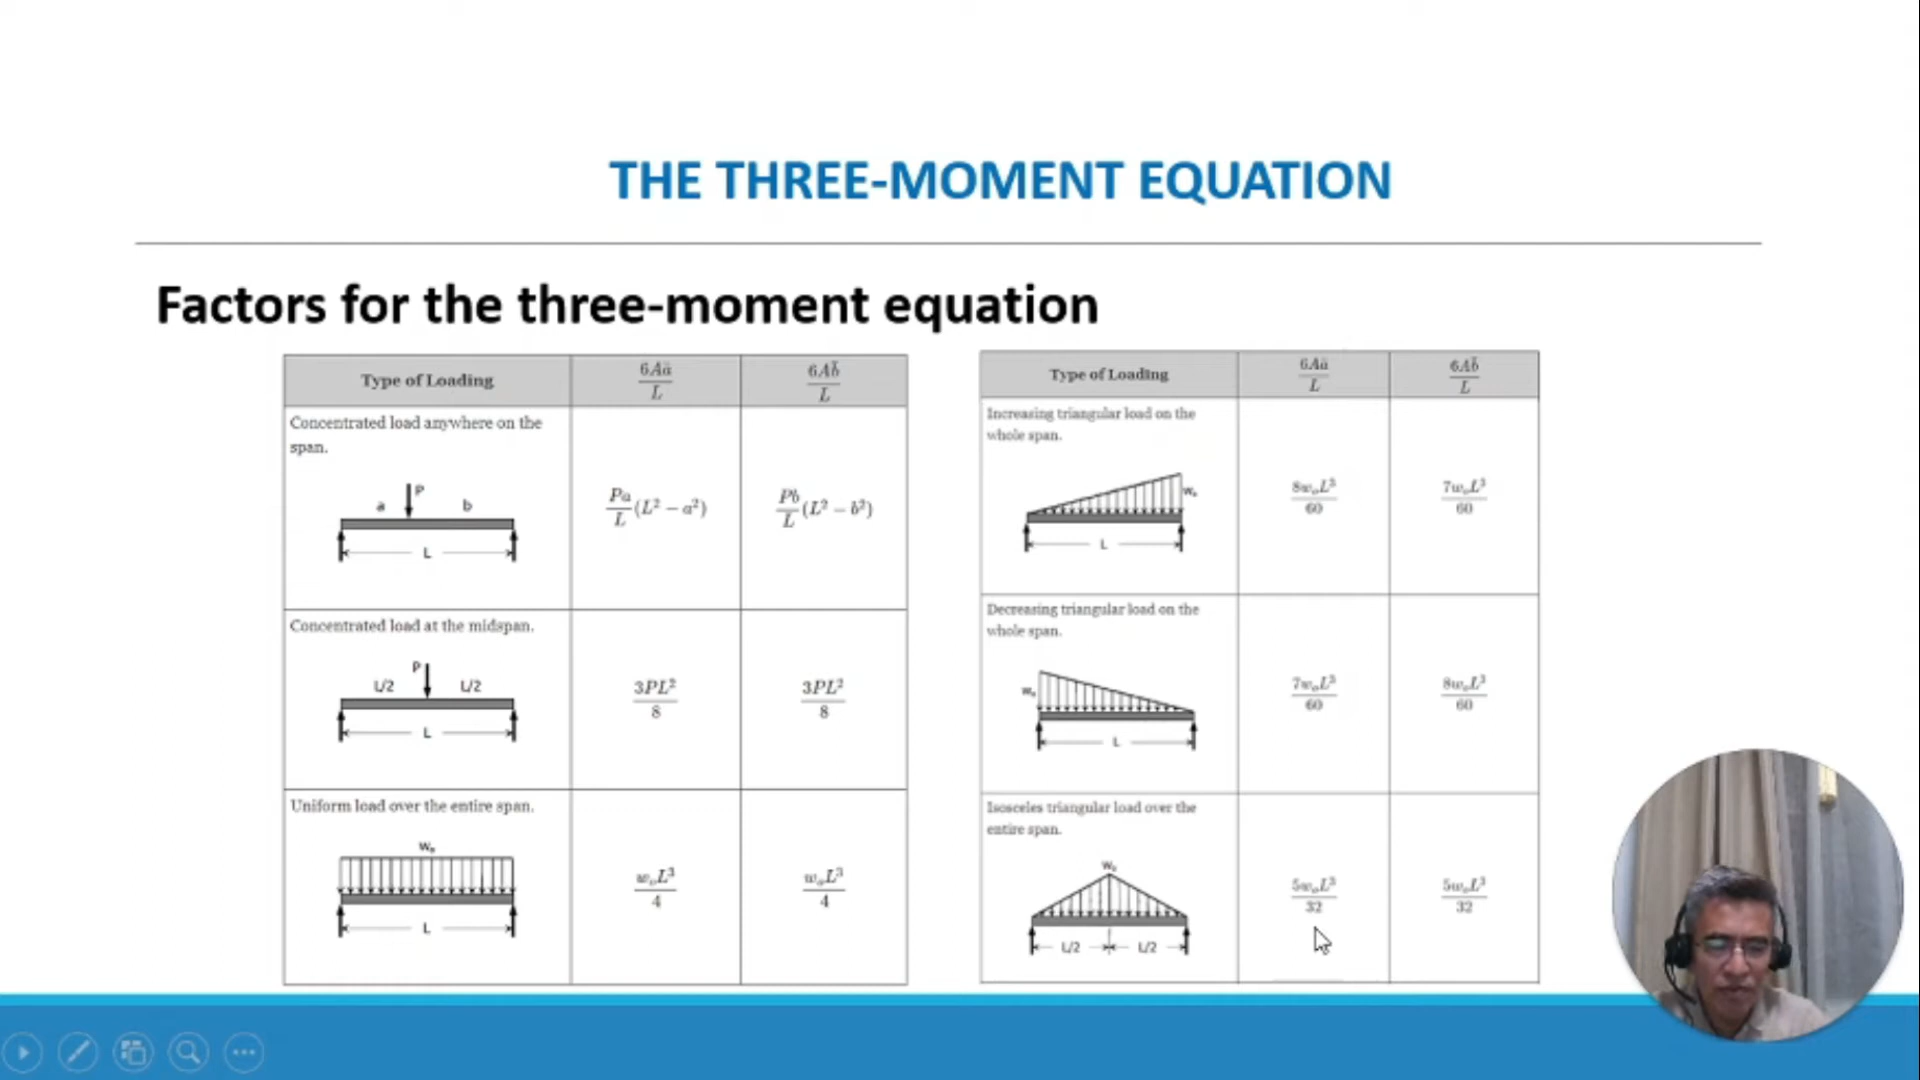 THE THREE-MOMENT EQUATION
Factors for the three-moment equation
Type of Loading
6Aā
L
6Ab̄
L
Concentrated load anywhere on the
span.
P
a
b
L
Pa
L
(L² − a²)
Pb
L
(L² − b²)
Concentrated load at the midspan.
P
L/2
L/2
L
3PL²
8
3PL²
8
Uniform load over the entire span.
wₒ
L
wₒL³
4
wₒL³
4
Type of Loading
6Aā
L
6Ab̄
L
Increasing triangular load on the
whole span.
wₒ
L
8wₒL³
60
7wₒL³
60
Decreasing triangular load on the
whole span.
wₒ
L
7wₒL³
60
8wₒL³
60
Isosceles triangular load over the
entire span.
wₒ
L/2
L/2
5wₒL³
32
5wₒL³
32